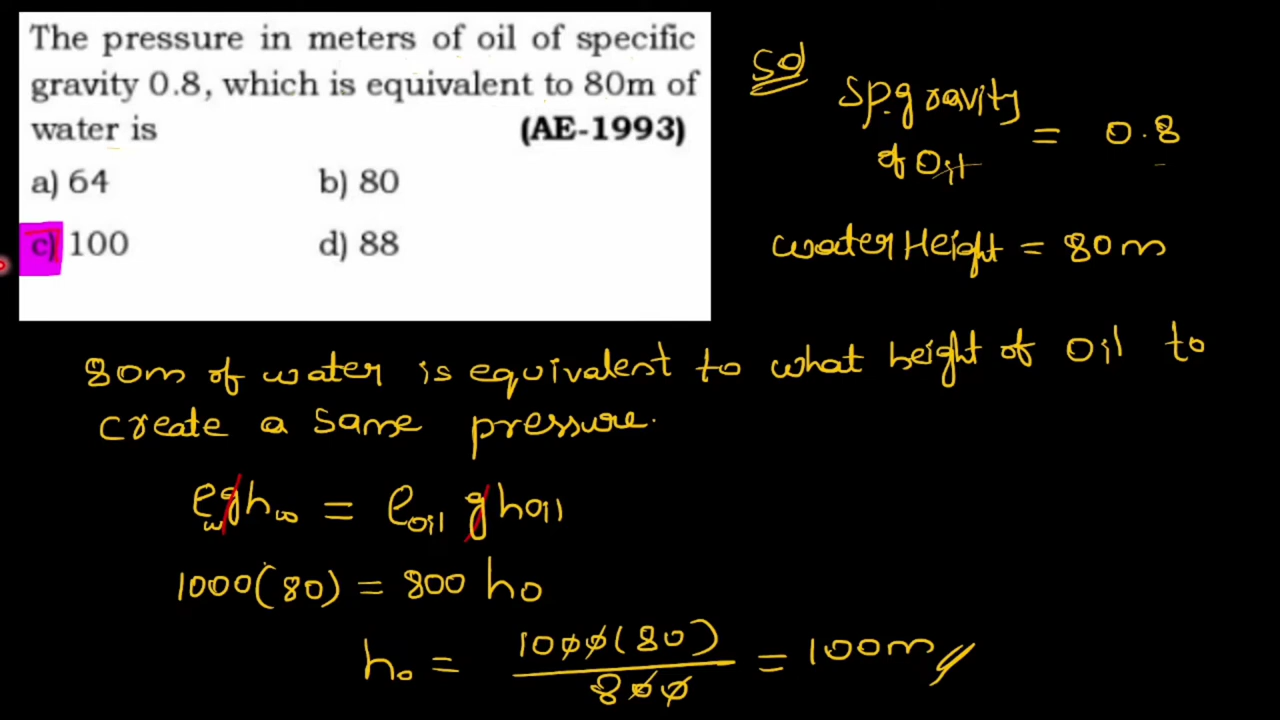 The pressure in meters of oil of specific
gravity 0.8, which is equivalent to 80m of
water is (AE-1993)
a) 64 b) 80
c) 100 d) 88
Sol
SP.gravity
of Oil = 0.8
water Height = 80m
80m of water is equivalent to what height of Oil to
create a same pressure.
ρw g hω = ρoil g hoil
1000(80) = 800 ho
ho = 1000(80) / 800 = 100m